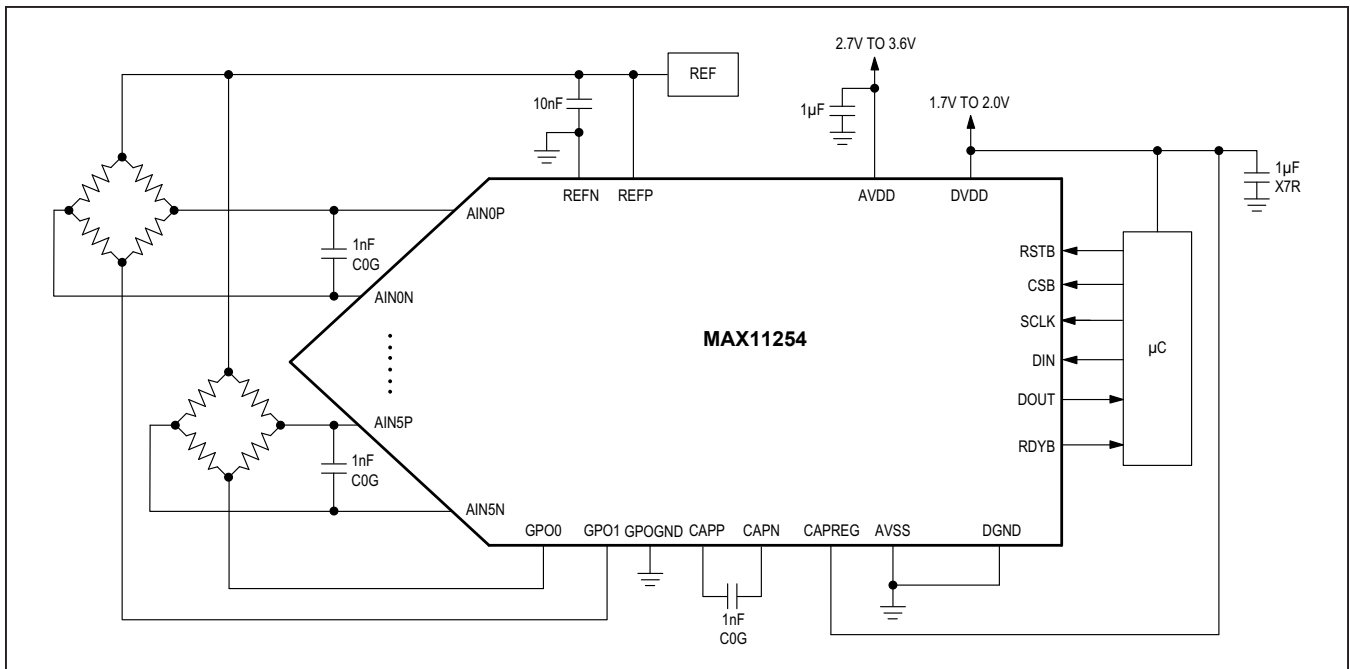 2.7V TO 3.6V
REF
1.7V TO 2.0V
10nF
1µF
1µF
X7R
REFN
REFP
AVDD
DVDD
AIN0P
1nF
C0G
AIN0N
RSTB
CSB
SCLK
DIN
DOUT
RDYB
µC
MAX11254
AIN5P
1nF
C0G
AIN5N
GPO0
GPO1
GPOGND
CAPP
CAPN
CAPREG
AVSS
DGND
1nF
C0G